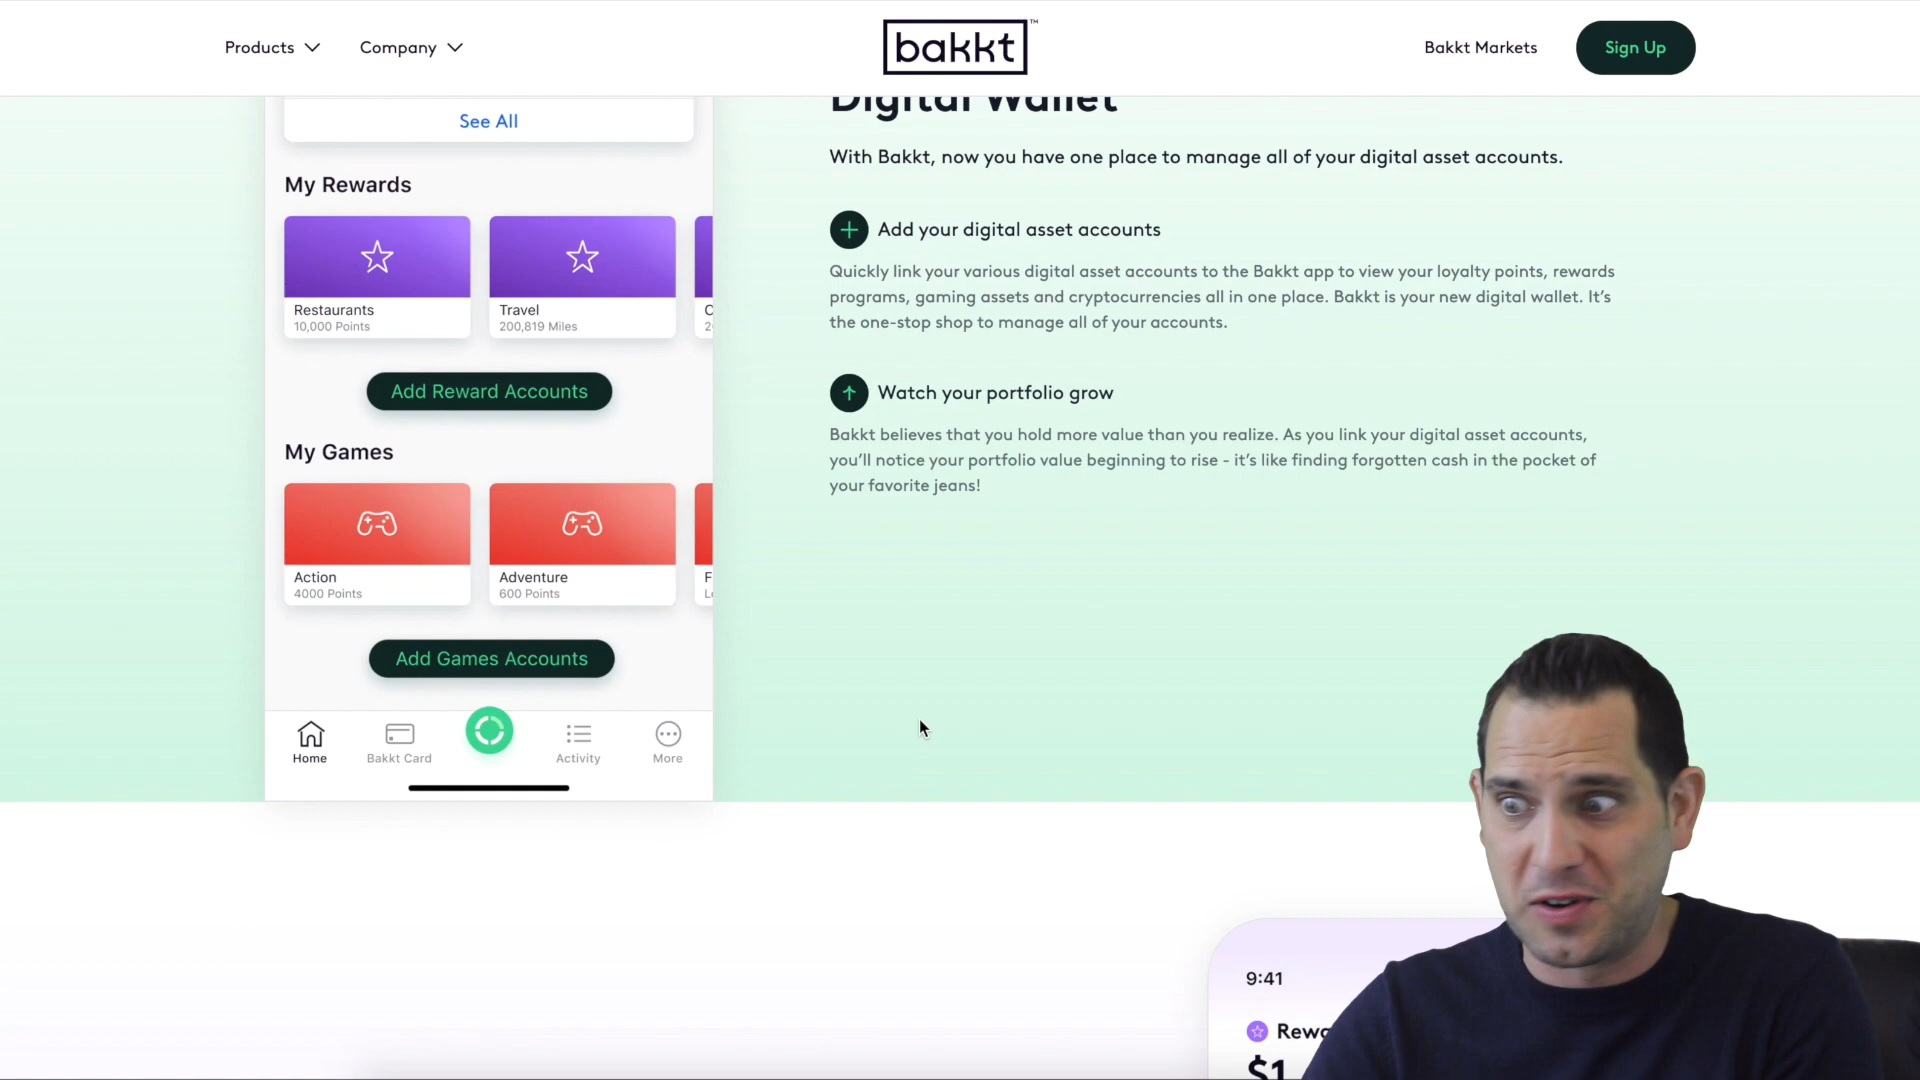 Products
Company
bakkt
TM
Bakkt Markets
Sign Up
See All
My Rewards
Restaurants
10,000 Points
Travel
200,819 Miles
Add Reward Accounts
My Games
Action
4000 Points
Adventure
600 Points
Add Games Accounts
Home
Bakkt Card
Activity
More
Digital Wallet
With Bakkt, now you have one place to manage all of your digital asset accounts.
Add your digital asset accounts
Quickly link your various digital asset accounts to the Bakkt app to view your loyalty points, rewards
programs, gaming assets and cryptocurrencies all in one place. Bakkt is your new digital wallet. It’s
the one-stop shop to manage all of your accounts.
Watch your portfolio grow
Bakkt believes that you hold more value than you realize. As you link your digital asset accounts,
you’ll notice your portfolio value beginning to rise - it’s like finding forgotten cash in the pocket of
your favorite jeans!
9:41